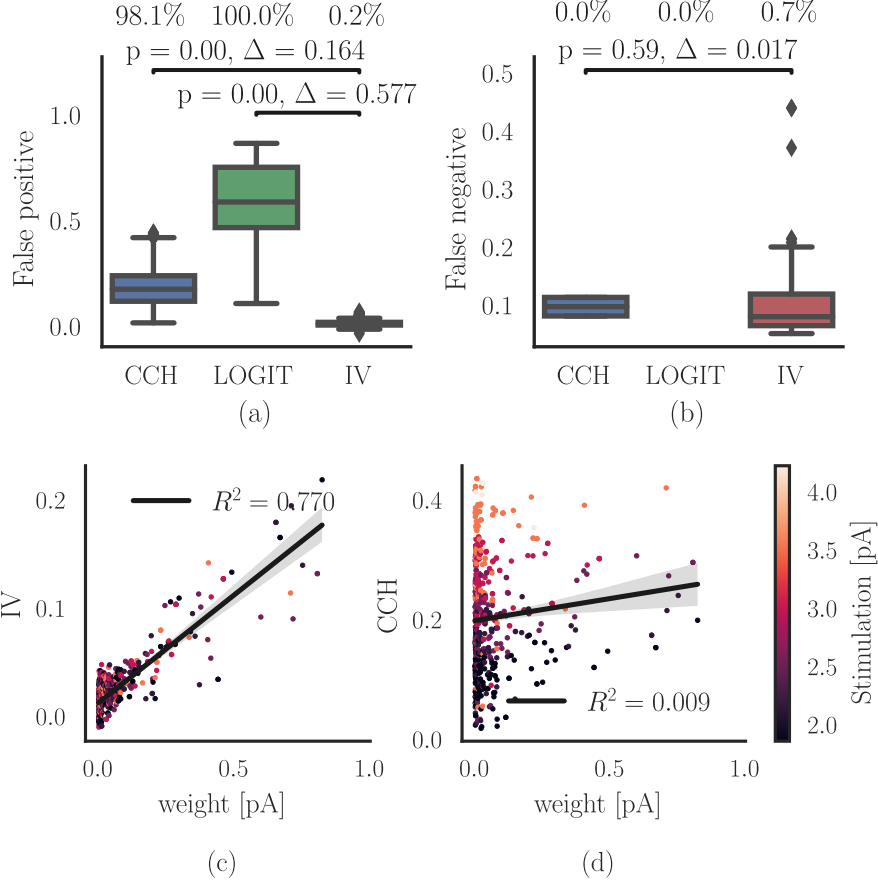 98.1% 100.0% 0.2%
p = 0.00, Δ = 0.164
p = 0.00, Δ = 0.577
False positive
1.0
0.5
0.0
CCH LOGIT IV
(a)
0.0% 0.0% 0.7%
p = 0.59, Δ = 0.017
False negative
0.5
0.4
0.3
0.2
0.1
CCH LOGIT IV
(b)
IV
0.2
0.1
0.0
R² = 0.770
0.0 0.5 1.0
weight [pA]
(c)
CCH
0.4
0.2
0.0
R² = 0.009
0.0 0.5 1.0
weight [pA]
(d)
4.0
3.5
3.0
2.5
2.0
Stimulation [pA]